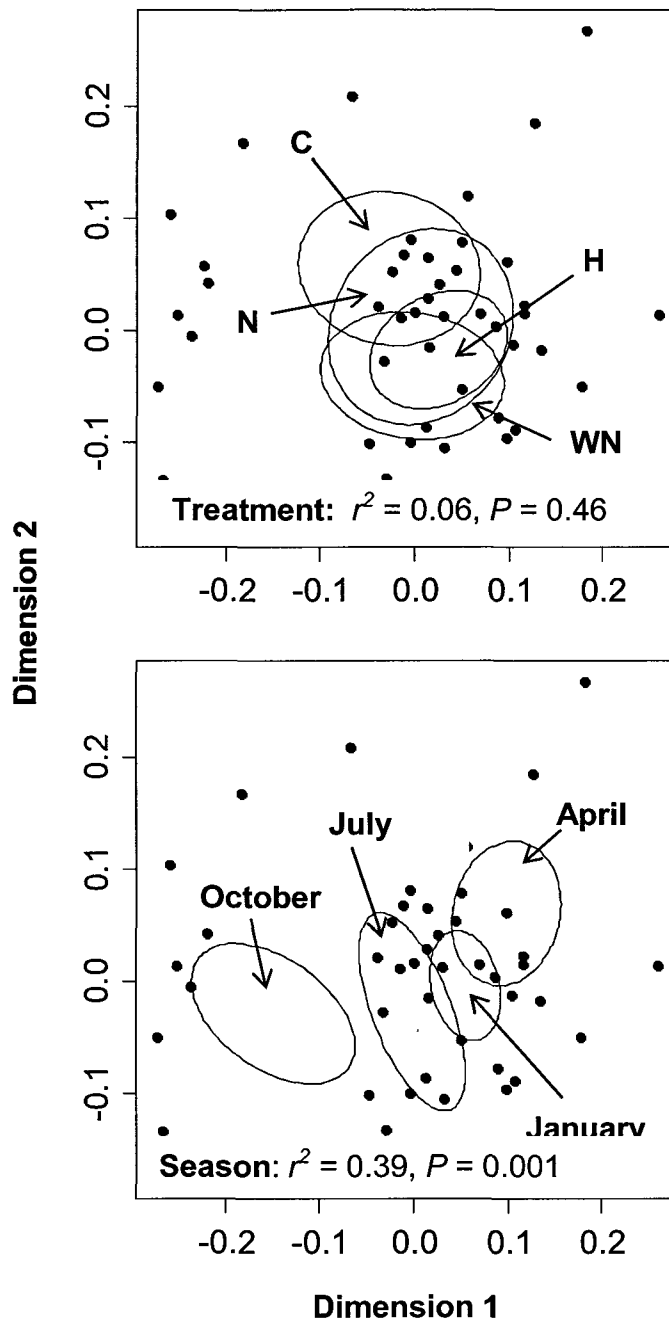 Dimension 2
0.2
0.1
0.0
-0.1
C
H
N
WN
Treatment: r² = 0.06, P = 0.46
-0.2 -0.1 0.0 0.1 0.2
0.2
0.1
0.0
-0.1
April
July
October
January
Season: r² = 0.39, P = 0.001
-0.2 -0.1 0.0 0.1 0.2
Dimension 1